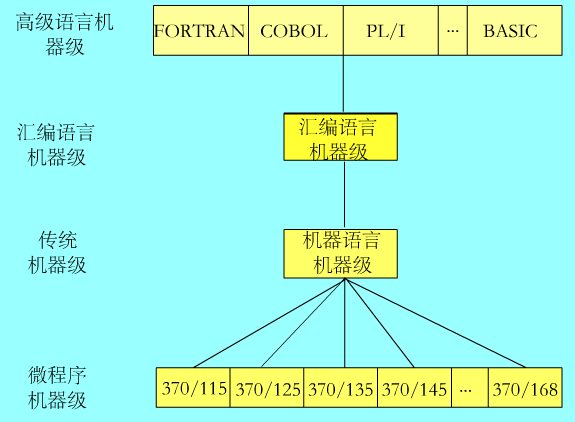 高级语言机
器级
FORTRAN COBOL PL/I ... BASIC
汇编语言
机器级
汇编语言
机器级
传统
机器级
机器语言
机器级
微程序
机器级
370/115 370/125 370/135 370/145 ... 370/168